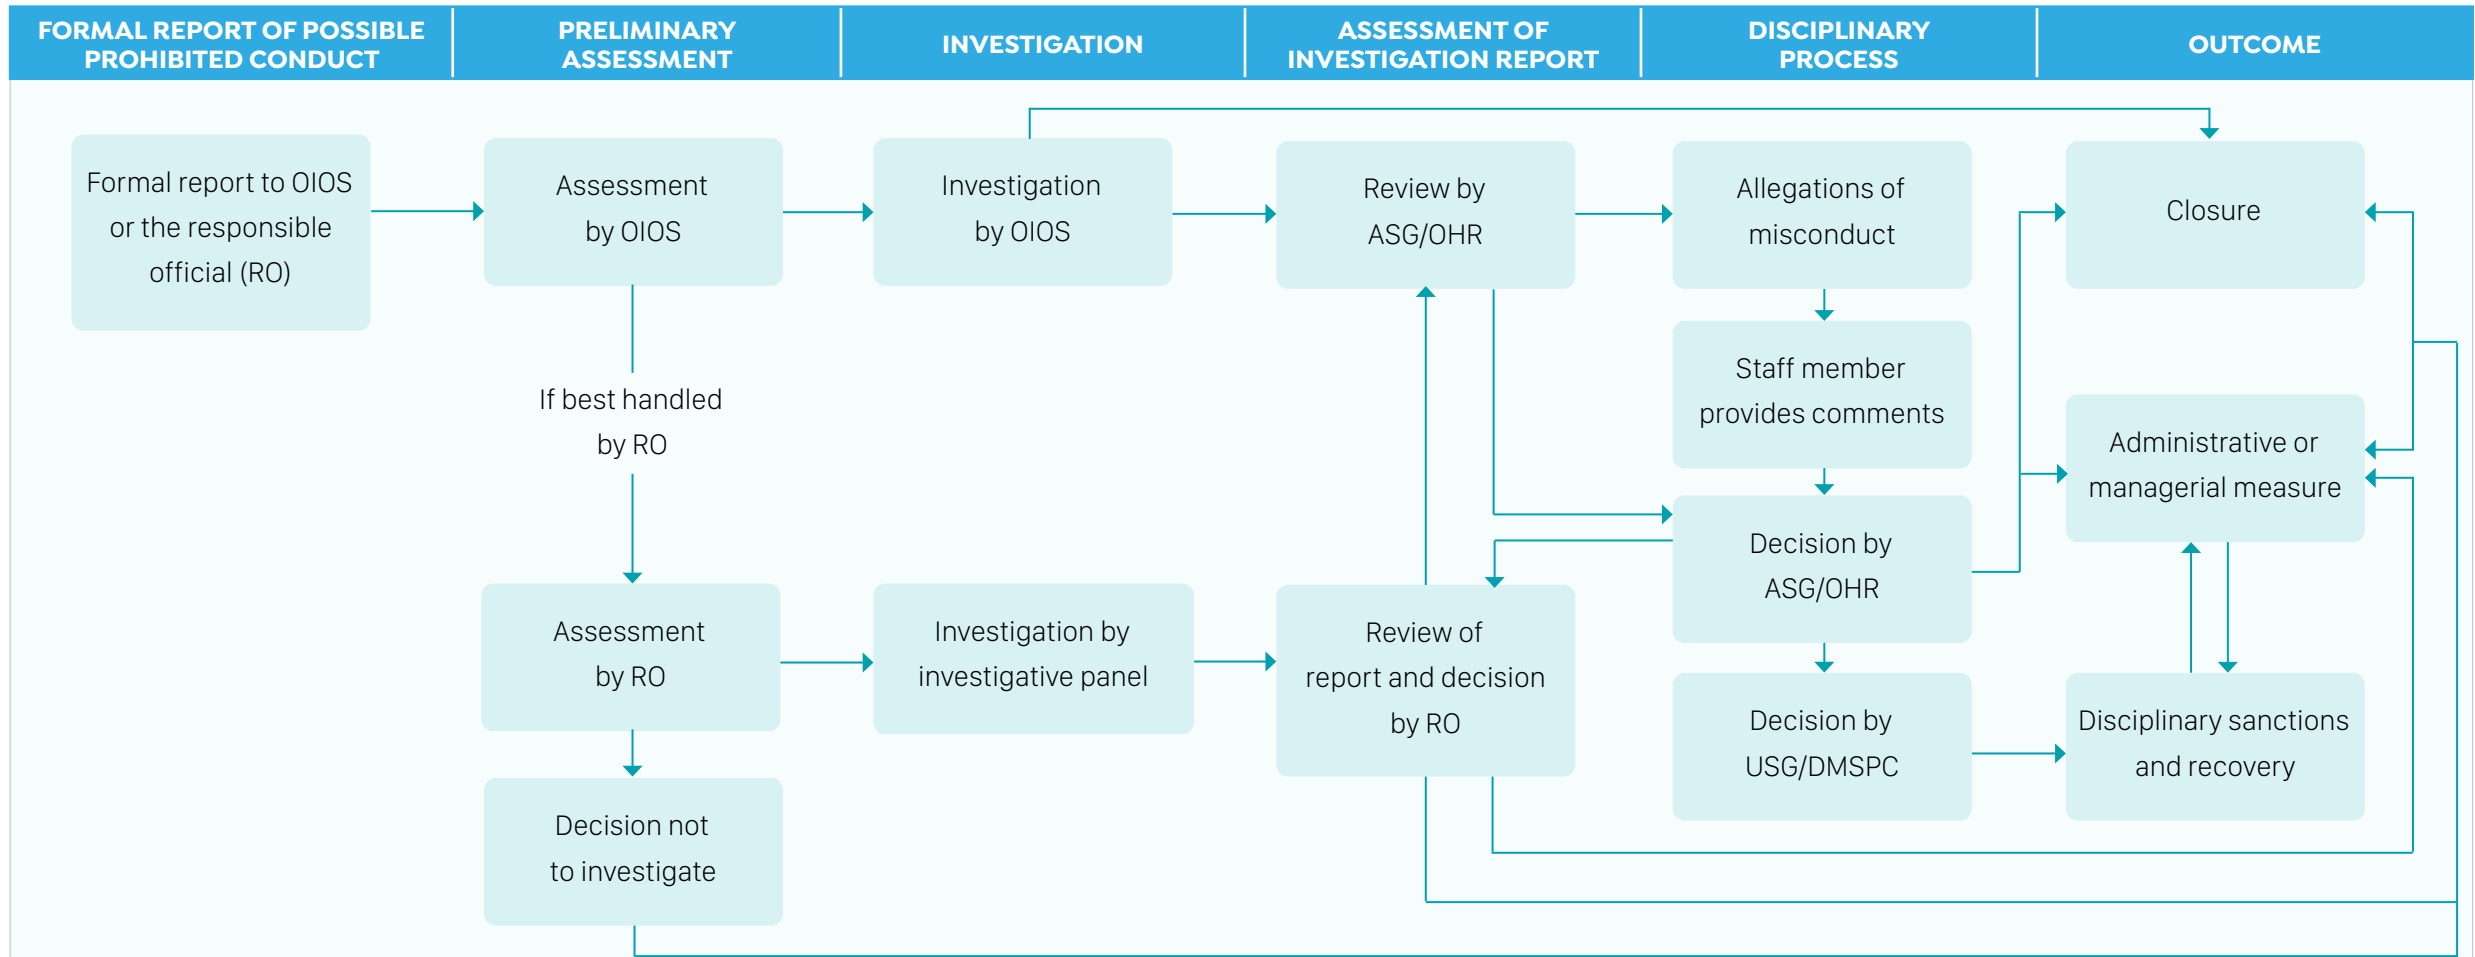 FORMAL REPORT OF POSSIBLE
PROHIBITED CONDUCT
PRELIMINARY
ASSESSMENT
INVESTIGATION
ASSESSMENT OF
INVESTIGATION REPORT
DISCIPLINARY
PROCESS
OUTCOME
Formal report to OIOS
or the responsible
official (RO)
Assessment
by OIOS
Investigation
by OIOS
Review by
ASG/OHR
Allegations of
misconduct
Closure
Staff member
provides comments
If best handled
by RO
Administrative or
managerial measure
Decision by
ASG/OHR
Assessment
by RO
Investigation by
investigative panel
Review of
report and decision
by RO
Decision by
USG/DMSPC
Disciplinary sanctions
and recovery
Decision not
to investigate